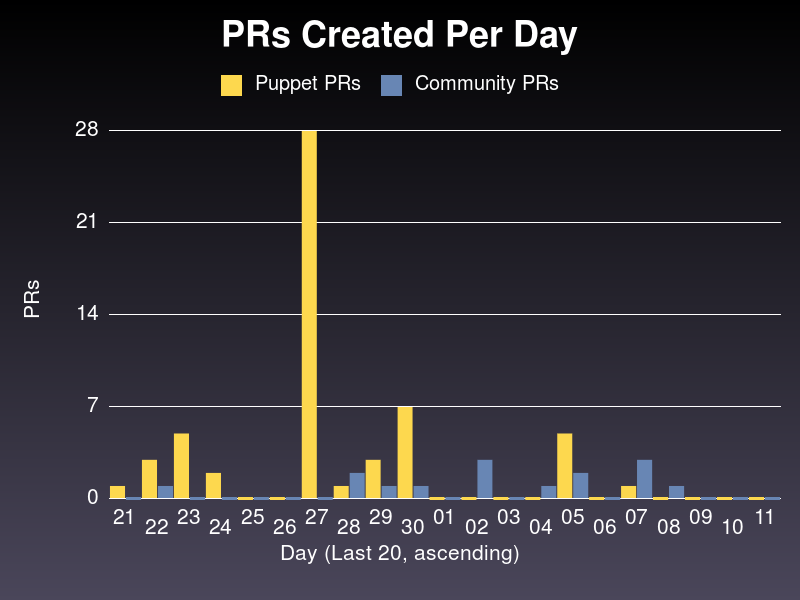 PRs Created Per Day
Puppet PRs Community PRs
28
21
14
7
0
PRs
21 22 23 24 25 26 27 28 29 30 01 02 03 04 05 06 07 08 09 10 11
Day (Last 20, ascending)